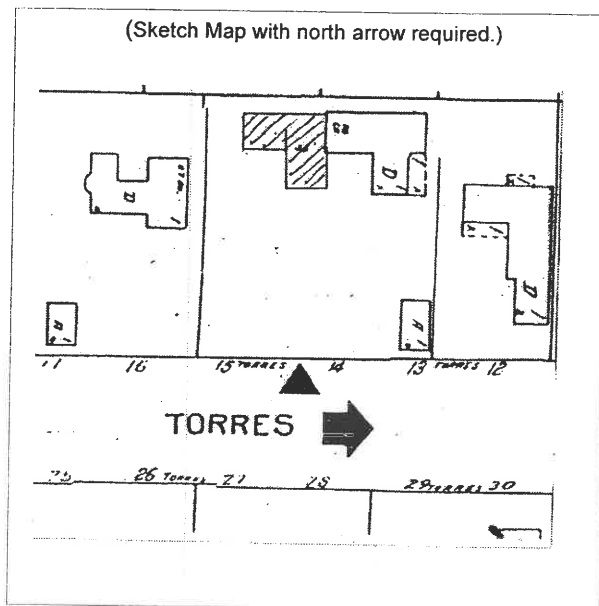 (Sketch Map with north arrow required.)
D
D
D
A
A
16 15 TORRES 14 13 TORRES 12
TORRES
26 TORRES 27 28 29 TORRES 30